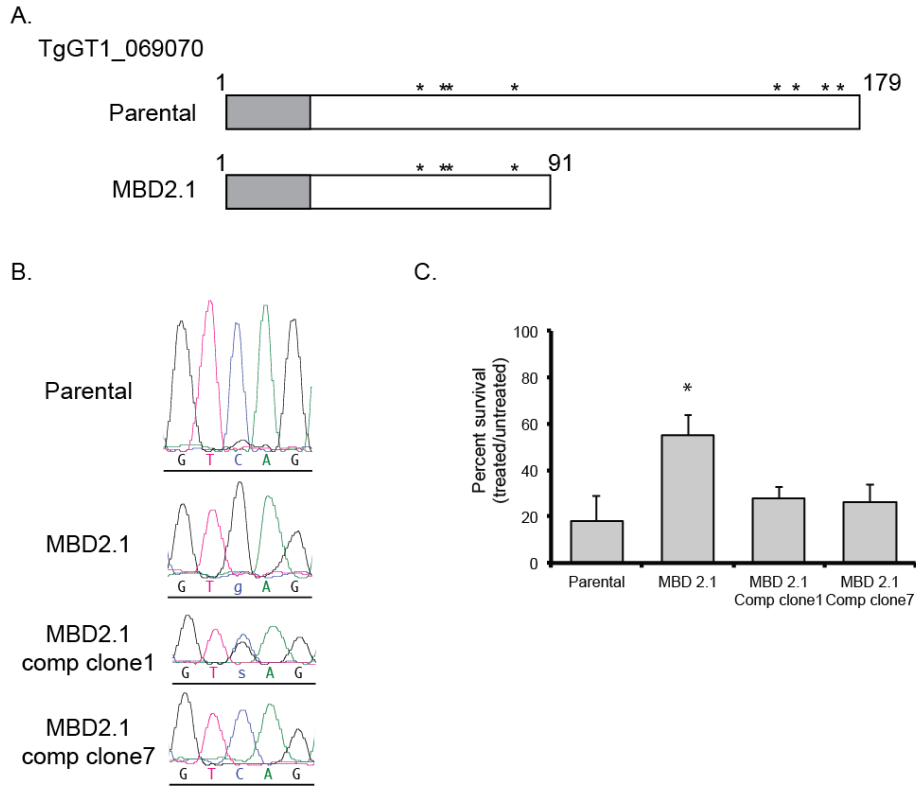 A.
TgGT1_069070
Parental
1
* ** * * * * *
179
MBD2.1
1
* ** *
91
B.
Parental
G T C A G
MBD2.1
G T g A G
MBD2.1
comp clone1
G T s A G
MBD2.1
comp clone7
G T C A G
C.
Percent survival
(treated/untreated)
100
80
60
40
20
0
*
Parental
MBD 2.1
MBD 2.1
Comp clone1
MBD 2.1
Comp clone7